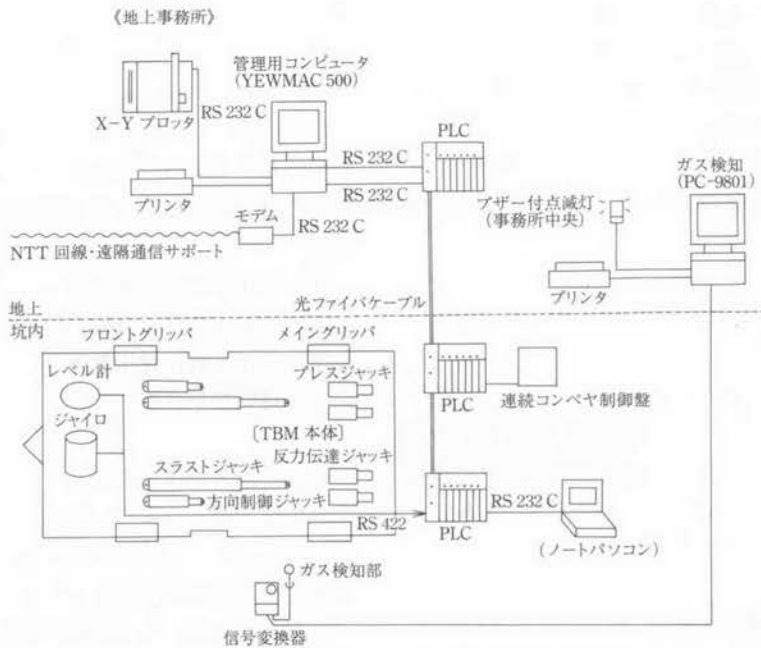 《地上事務所》
管理用コンピュータ
(YEWMAC 500)
X-Y プロッタ
RS 232 C
PLC
RS 232 C
RS 232 C
プリンタ
モデム
RS 232 C
NTT 回線・遠隔通信サポート
ガス検知
(PC-9801)
ブザー付点滅灯
(事務所中央)
プリンタ
地上
光ファイバケーブル
坑内
フロントグリッパ
メイングリッパ
レベル計
プレスジャッキ
ジャイロ
〔TBM 本体〕
スラストジャッキ
反力伝達ジャッキ
方向制御ジャッキ
RS 422
PLC
連続コンベヤ制御盤
RS 232 C
PLC
(ノートパソコン)
ガス検知部
信号変換器